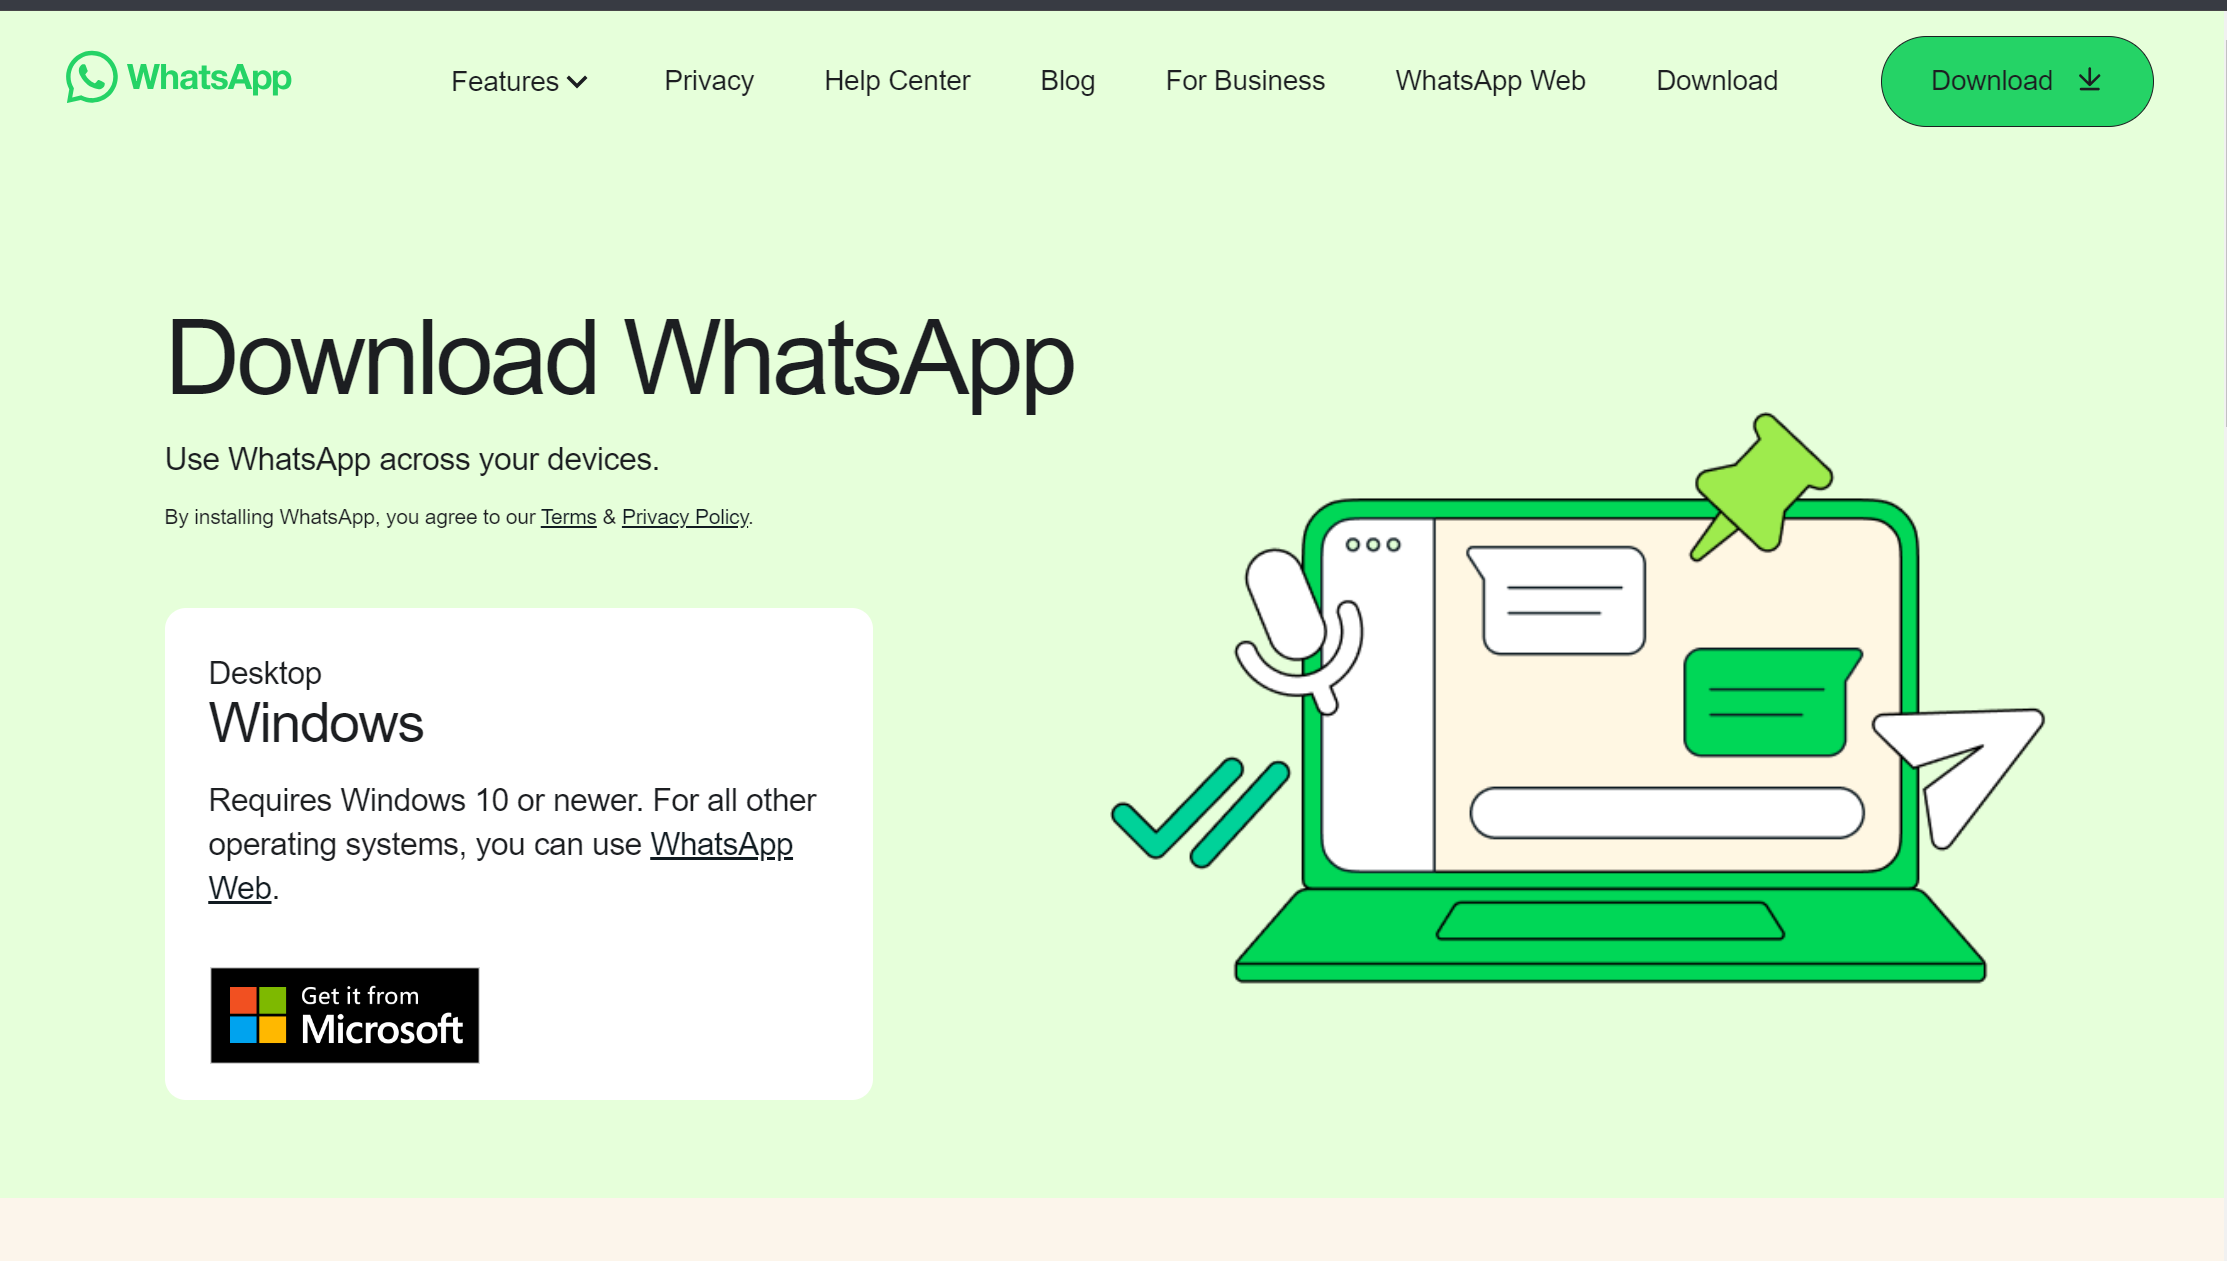 WhatsApp
Features
Privacy
Help Center
Blog
For Business
WhatsApp Web
Download
Download
Download WhatsApp
Use WhatsApp across your devices.
By installing WhatsApp, you agree to our Terms & Privacy Policy.
Desktop
Windows
Requires Windows 10 or newer. For all other
operating systems, you can use WhatsApp
Web.
Get it from
Microsoft